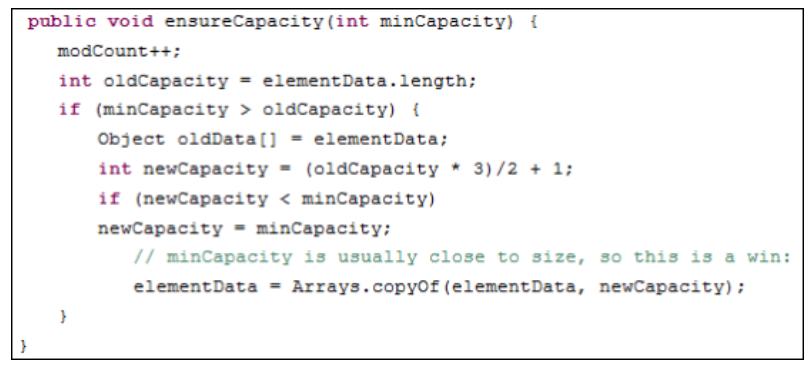 public void ensureCapacity(int minCapacity) {
modCount++;
int oldCapacity = elementData.length;
if (minCapacity > oldCapacity) {
Object oldData[] = elementData;
int newCapacity = (oldCapacity * 3)/2 + 1;
if (newCapacity < minCapacity)
newCapacity = minCapacity;
// minCapacity is usually close to size, so this is a win:
elementData = Arrays.copyOf(elementData, newCapacity);
}
}